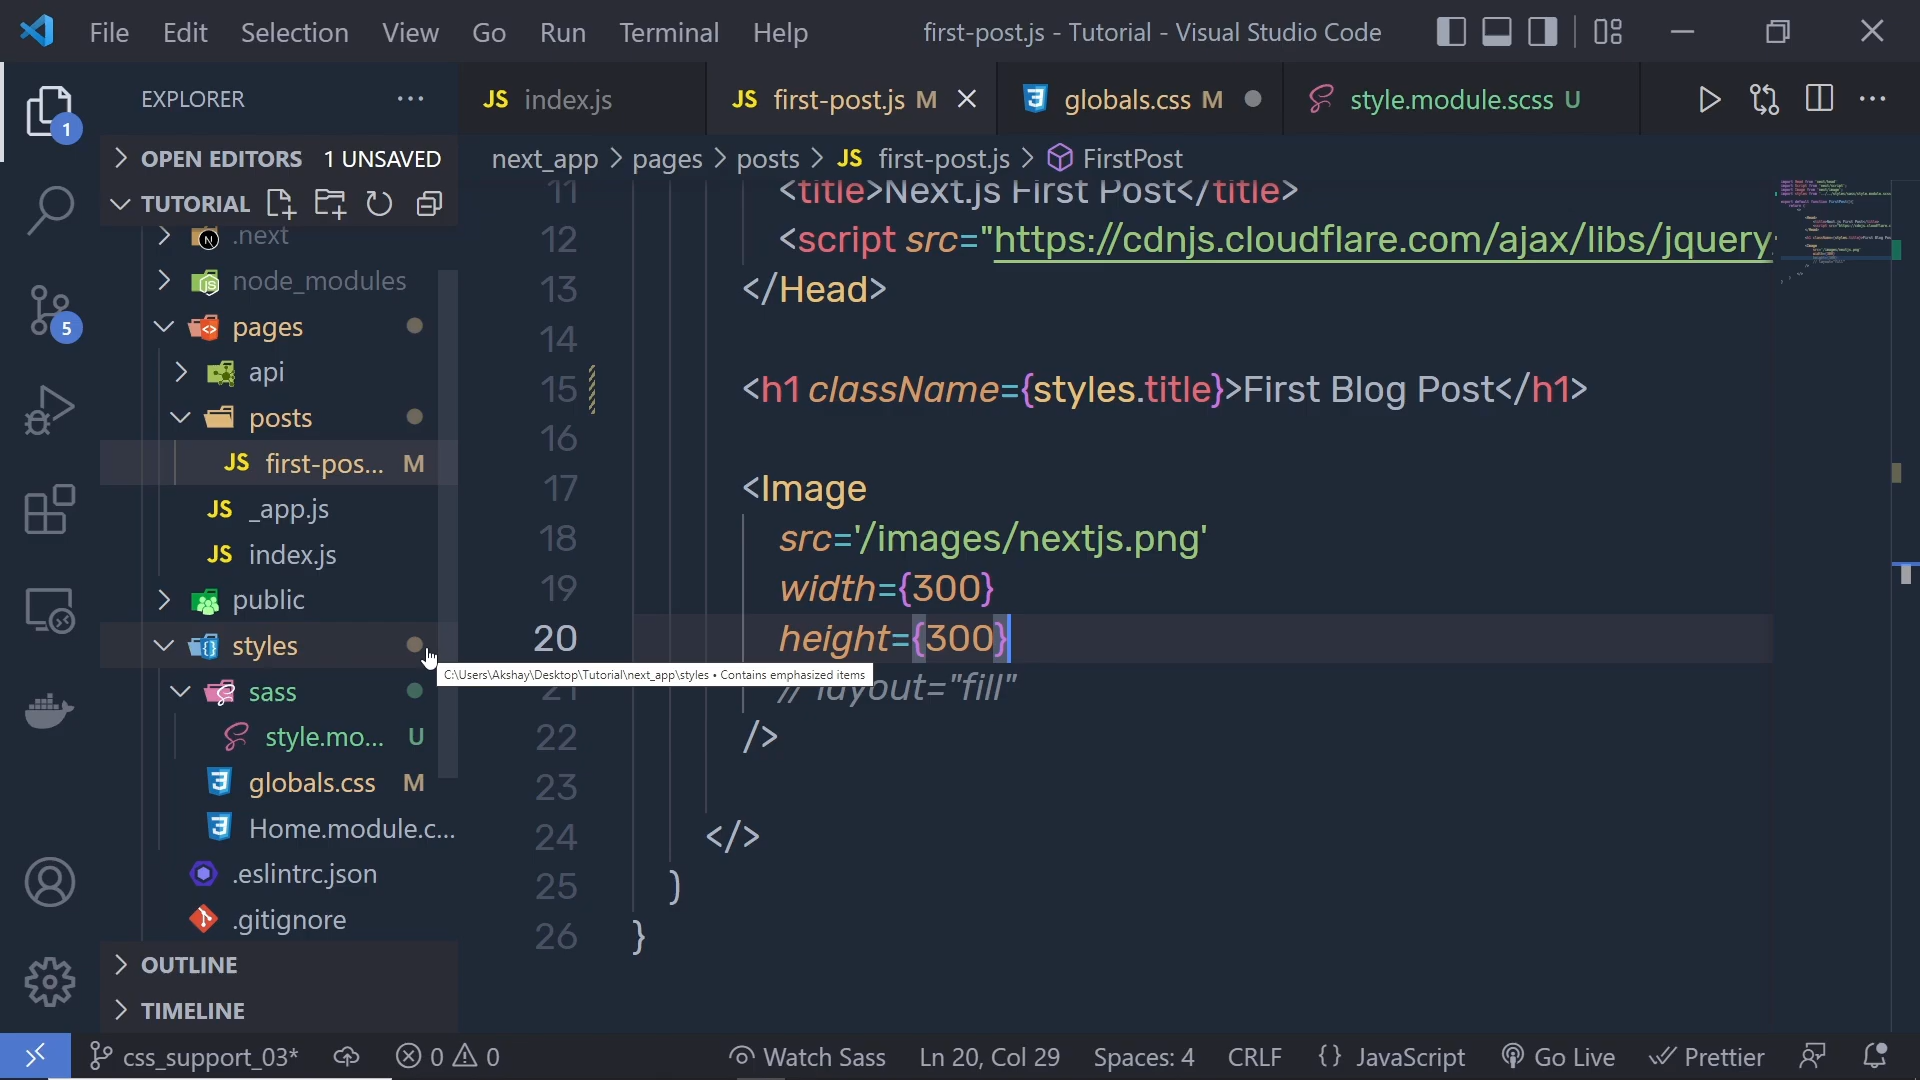 File Edit Selection View Go Run Terminal Help first-post.js - Tutorial - Visual Studio Code
EXPLORER
JS index.js
JS first-post.js M
globals.css M
style.module.scss U
OPEN EDITORS 1 UNSAVED
TUTORIAL
next_app > pages > posts > JS first-post.js > FirstPost
.next
node_modules
pages
api
posts
JS first-pos... M
JS _app.js
JS index.js
public
styles
sass
style.mo... U
globals.css M
Home.module.c...
.eslintrc.json
.gitignore
OUTLINE
TIMELINE
1
5
11 <title>Next.js First Post</title>
12 <script src="https://cdnjs.cloudflare.com/ajax/libs/jquery
13 </Head>
14
15 <h1 className={styles.title}>First Blog Post</h1>
16
17 <Image
18 src='/images/nextjs.png'
19 width={300}
20 height={300}
C:\Users\Akshay\Desktop\Tutorial\next_app\styles • Contains emphasized items
21 // layout="fill"
22 />
23
24 </>
25 )
26 }
css_support_03* 0 0 Watch Sass Ln 20, Col 29 Spaces: 4 CRLF {} JavaScript Go Live Prettier